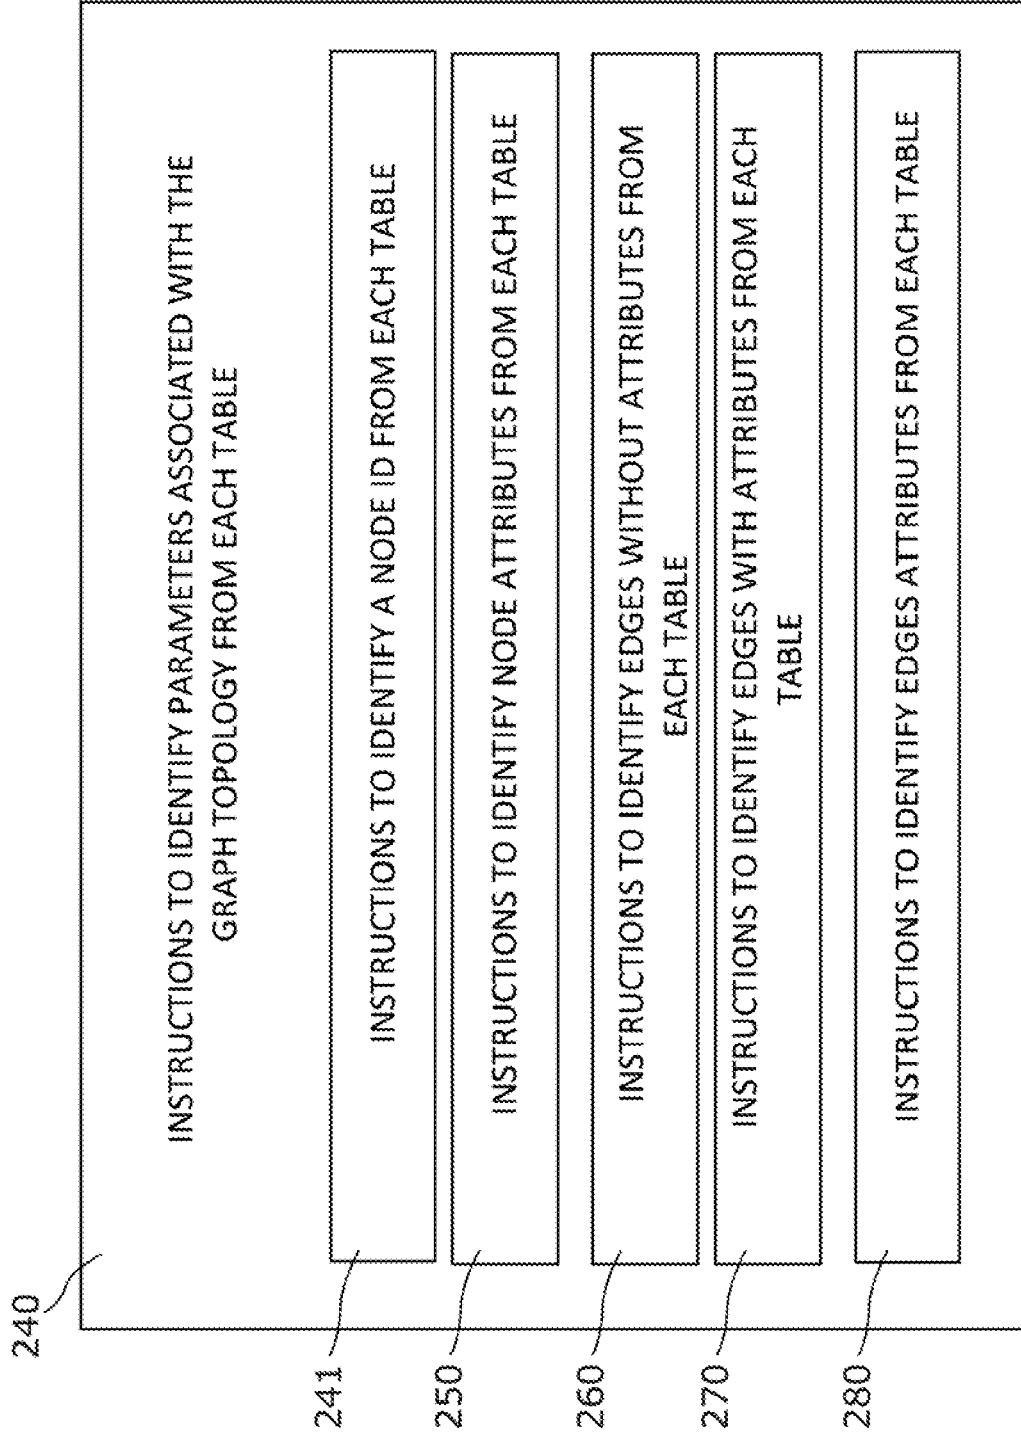 240
INSTRUCTIONS TO IDENTIFY PARAMETERS ASSOCIATED WITH THE
GRAPH TOPOLOGY FROM EACH TABLE
241
INSTRUCTIONS TO IDENTIFY A NODE ID FROM EACH TABLE
250
INSTRUCTIONS TO IDENTIFY NODE ATTRIBUTES FROM EACH TABLE
260
INSTRUCTIONS TO IDENTIFY EDGES WITHOUT ATTRIBUTES FROM
EACH TABLE
270
INSTRUCTIONS TO IDENTIFY EDGES WITH ATTRIBUTES FROM EACH
TABLE
280
INSTRUCTIONS TO IDENTIFY EDGES ATTRIBUTES FROM EACH TABLE